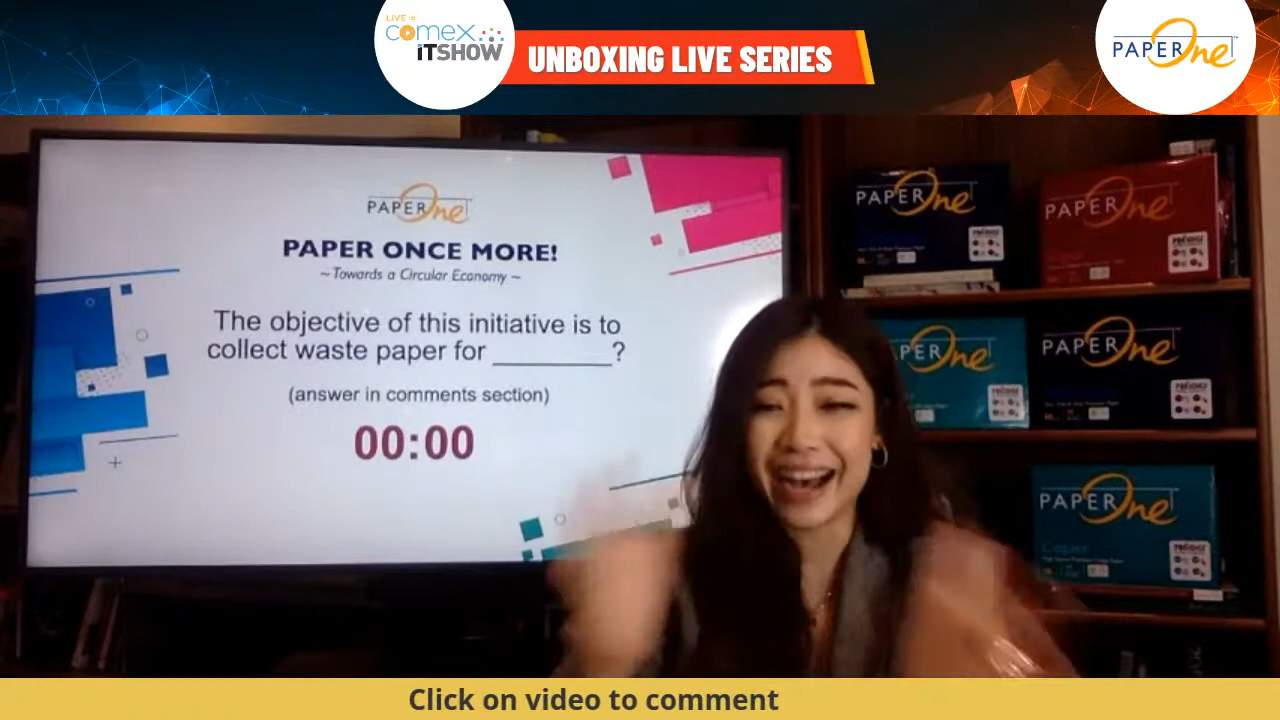 LIVE @
comex
iTSHOW
UNBOXING LIVE SERIES
PAPER One
PAPER One
PAPER ONCE MORE!
~ Towards a Circular Economy ~
The objective of this initiative is to
collect waste paper for ________?
(answer in comments section)
00:00
PAPER One
PAPER One
PAPER One
PAPER One
PAPER One
Copier
Click on video to comment